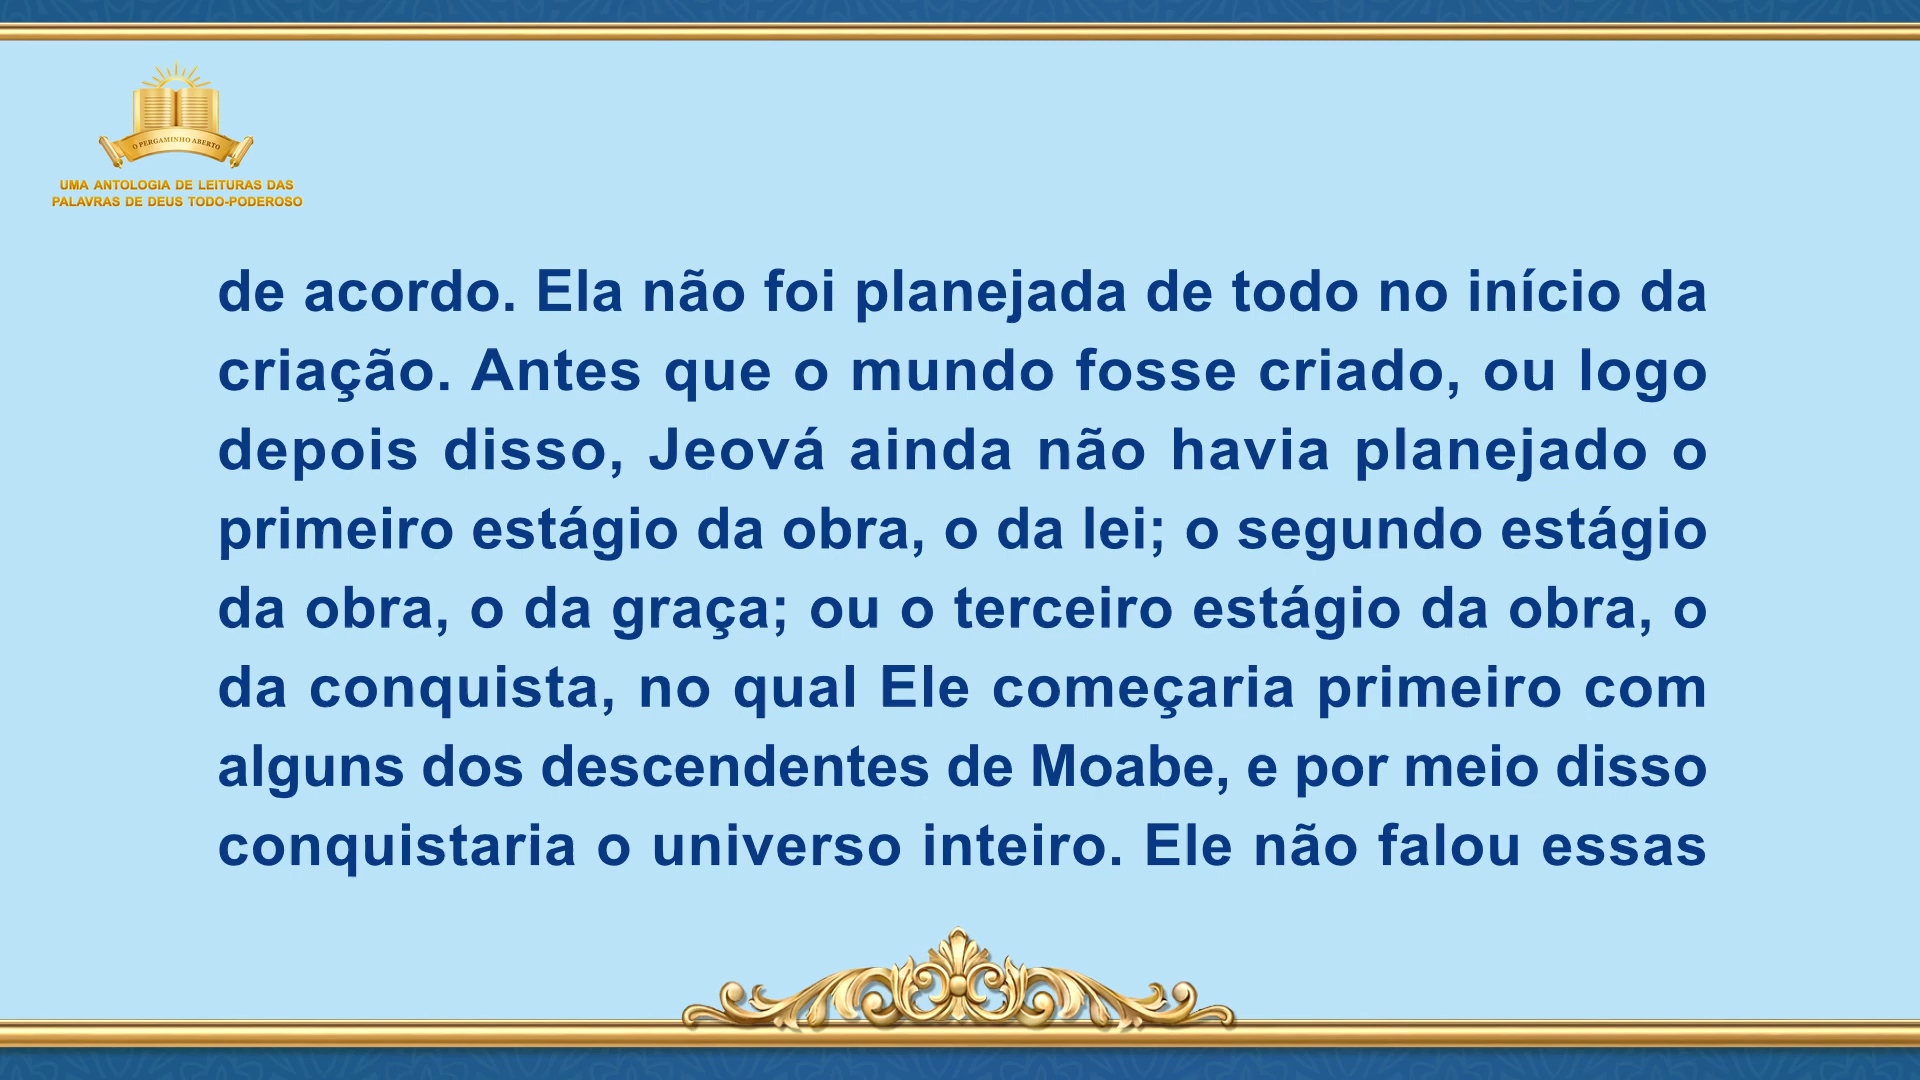 O PERGAMINHO ABERTO
UMA ANTOLOGIA DE LEITURAS DAS
PALAVRAS DE DEUS TODO-PODEROSO
de acordo. Ela não foi planejada de todo no início da
criação. Antes que o mundo fosse criado, ou logo
depois disso, Jeová ainda não havia planejado o
primeiro estágio da obra, o da lei; o segundo estágio
da obra, o da graça; ou o terceiro estágio da obra, o
da conquista, no qual Ele começaria primeiro com
alguns dos descendentes de Moabe, e por meio disso
conquistaria o universo inteiro. Ele não falou essas